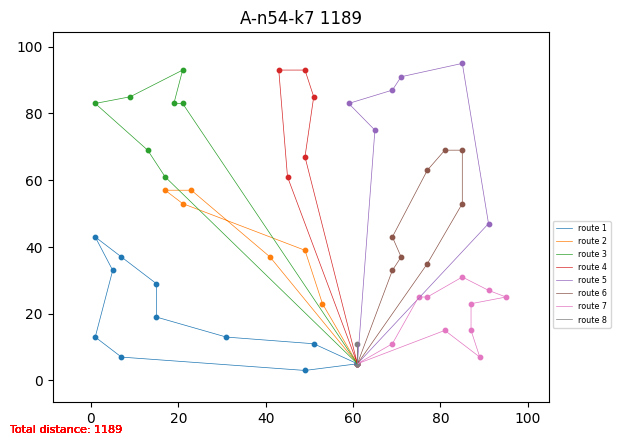 A-n54-k7 1189
100
80
60
40
20
0
0 20 40 60 80 100
route 1
route 2
route 3
route 4
route 5
route 6
route 7
route 8
Total distance: 1189